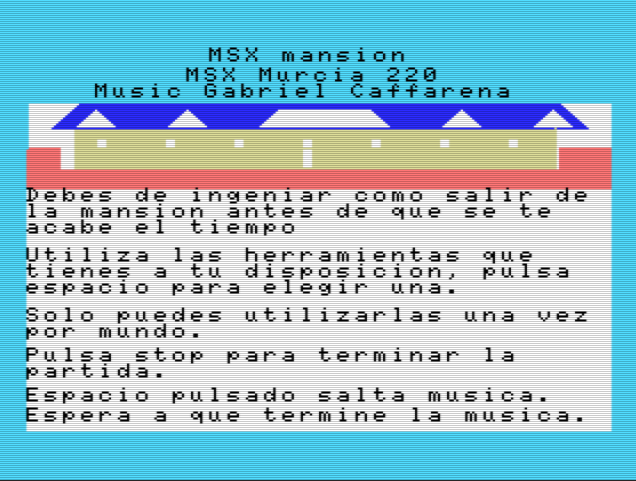 MSX mansion
MSX Murcia 220
Music Gabriel Caffarena
Debes de ingeniar como salir de
la mansion antes de que se te
acabe el tiempo
Utiliza las herramientas que
tienes a tu disposicion, pulsa
espacio para elegir una.
Solo puedes utilizarlas una vez
por mundo.
Pulsa stop para terminar la
partida.
Espacio pulsado salta musica.
Espera a que termine la musica.